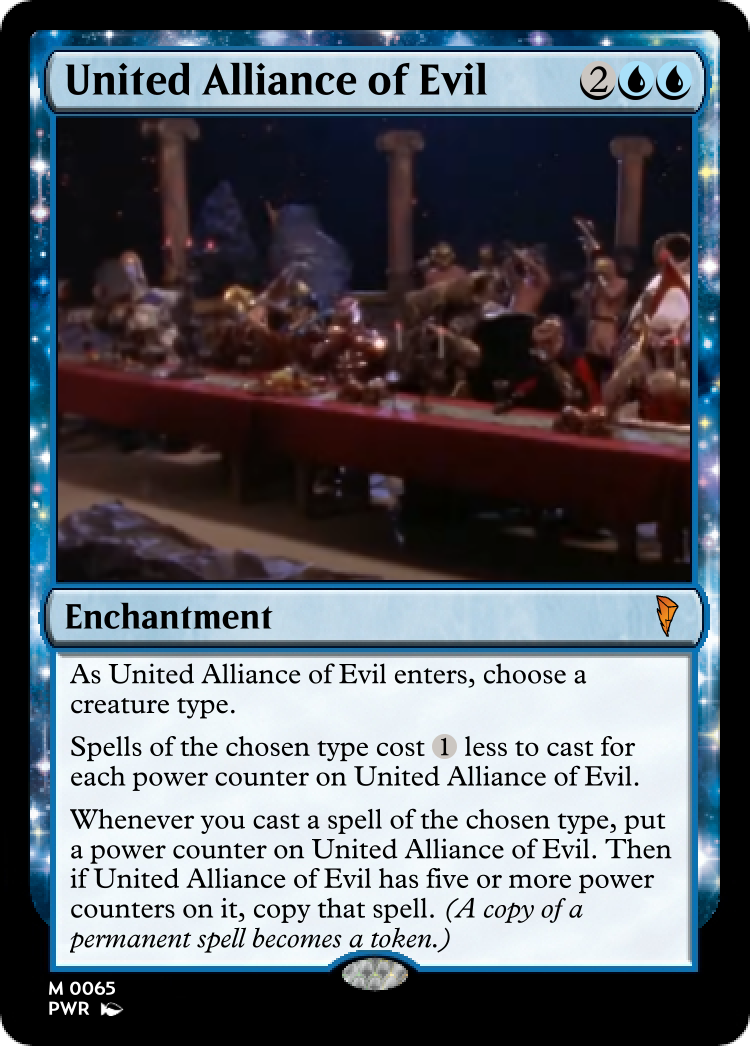 United Alliance of Evil 2
Enchantment
As United Alliance of Evil enters, choose a
creature type.
Spells of the chosen type cost 1 less to cast for
each power counter on United Alliance of Evil.
Whenever you cast a spell of the chosen type, put
a power counter on United Alliance of Evil. Then
if United Alliance of Evil has five or more power
counters on it, copy that spell. (A copy of a
permanent spell becomes a token.)
M 0065
PWR